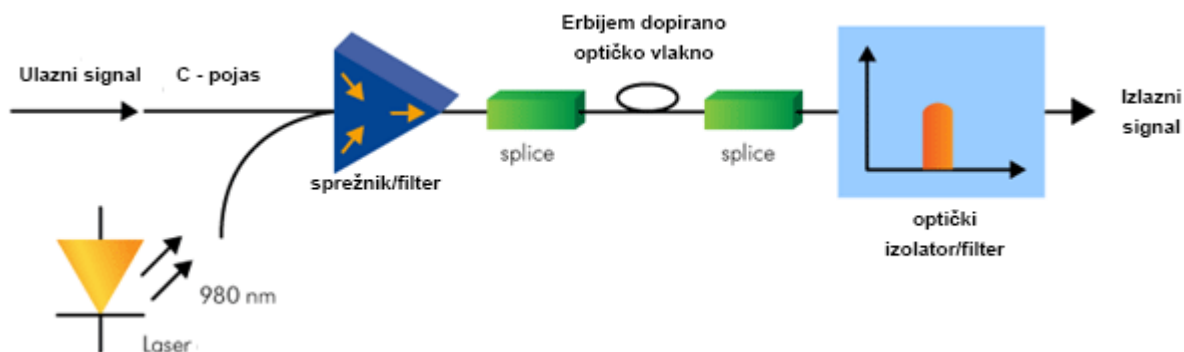 Erbijem dopirano
optičko vlakno
Ulazni signal
C - pojas
Izlazni
signal
splice
splice
sprežnik/filter
optički
izolator/filter
980 nm
Laser